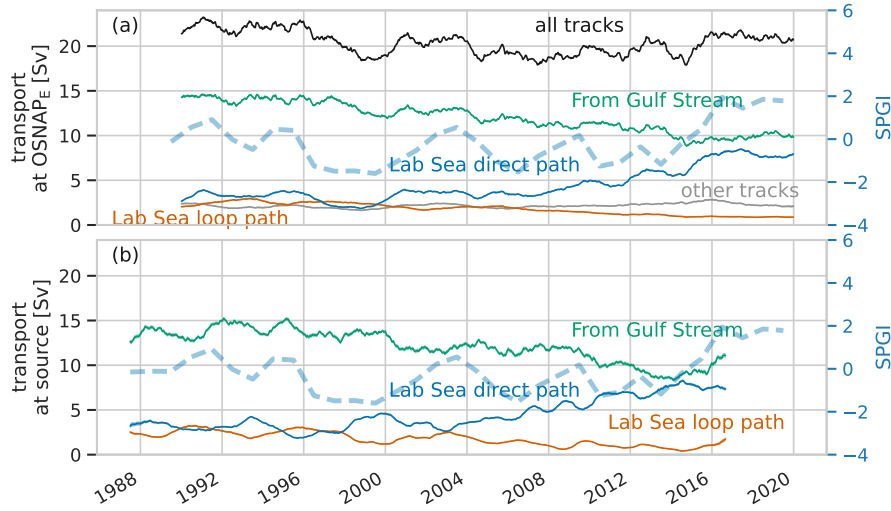 (a)
all tracks
From Gulf Stream
Lab Sea direct path
other tracks
Lab Sea loop path
transport
at OSNAP_E [Sv]
20
15
10
5
0
6
4
2
0
−2
−4
SPGI
(b)
From Gulf Stream
Lab Sea direct path
Lab Sea loop path
transport
at source [Sv]
20
15
10
5
0
6
4
2
0
−2
−4
SPGI
1988
1992
1996
2000
2004
2008
2012
2016
2020